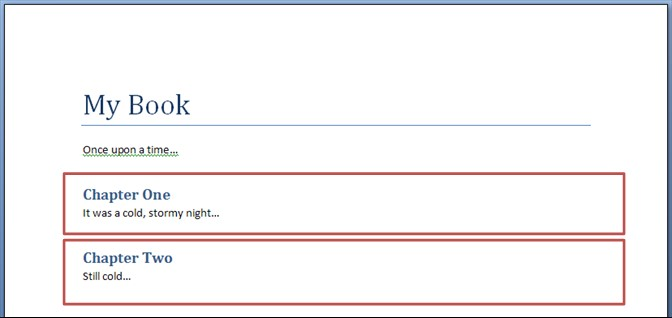 My Book
Once upon a time...
Chapter One
It was a cold, stormy night...
Chapter Two
Still cold...